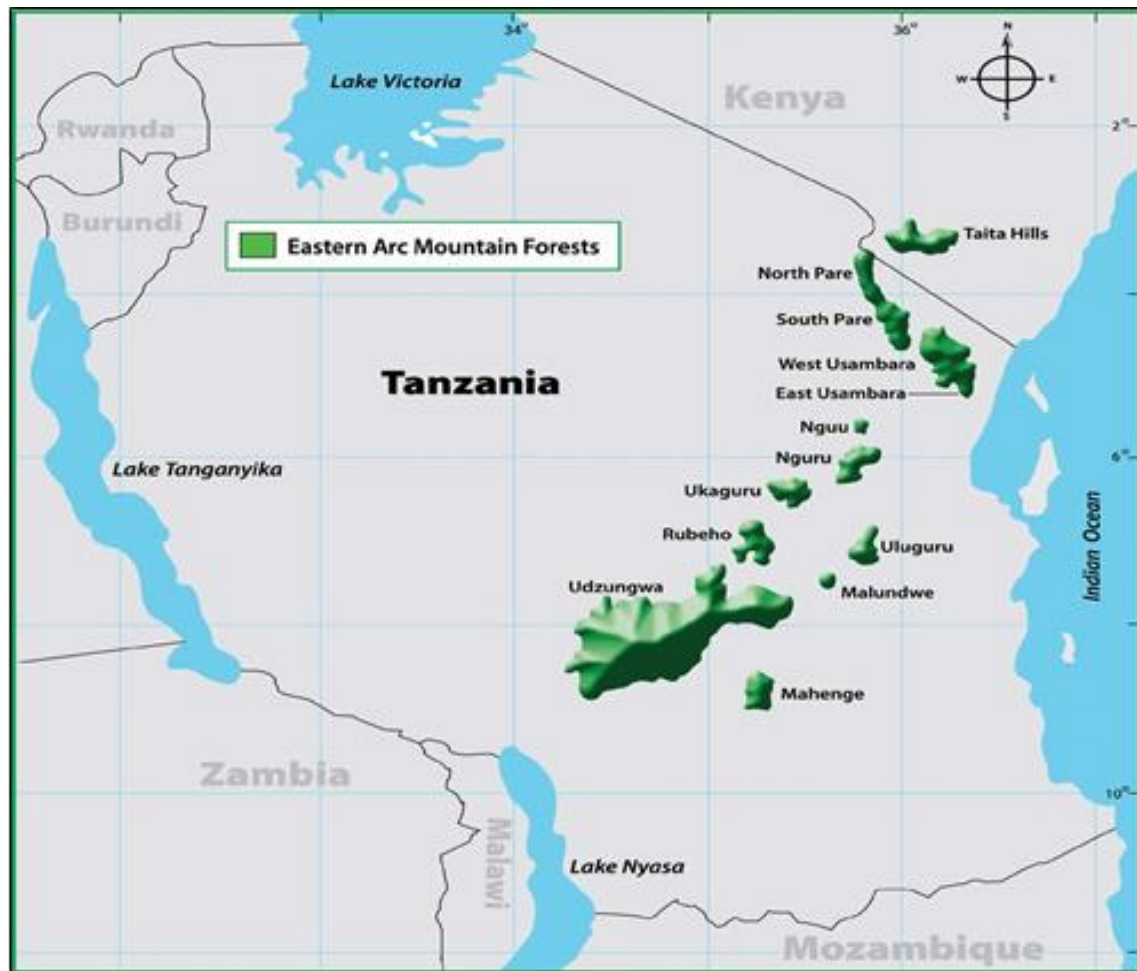 34°
36°
N
W E
S
Lake Victoria
Kenya
Rwanda
2°
Burundi
Eastern Arc Mountain Forests
Taita Hills
North Pare
South Pare
West Usambara
Tanzania
East Usambara
Nguu
Nguru
6°
Lake Tanganyika
Ukaguru
Rubeho
Uluguru
Indian Ocean
Udzungwa
Malundwe
Mahenge
Zambia
10°
Malawi
Lake Nyasa
Mozambique